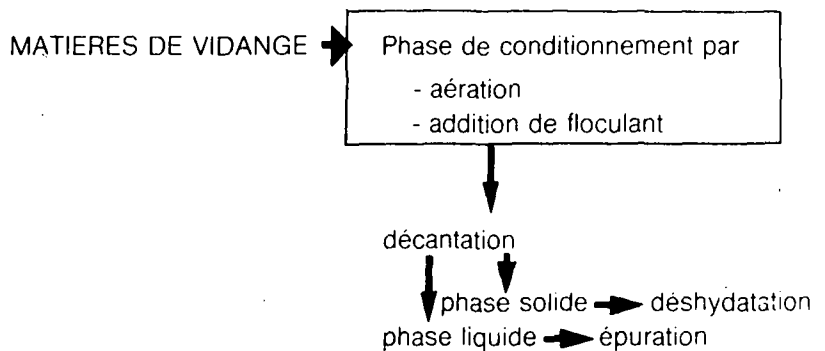 MATIERES DE VIDANGE
Phase de conditionnement par
- aération
- addition de floculant
décantation
phase solide
déshydatation
phase liquide
épuration